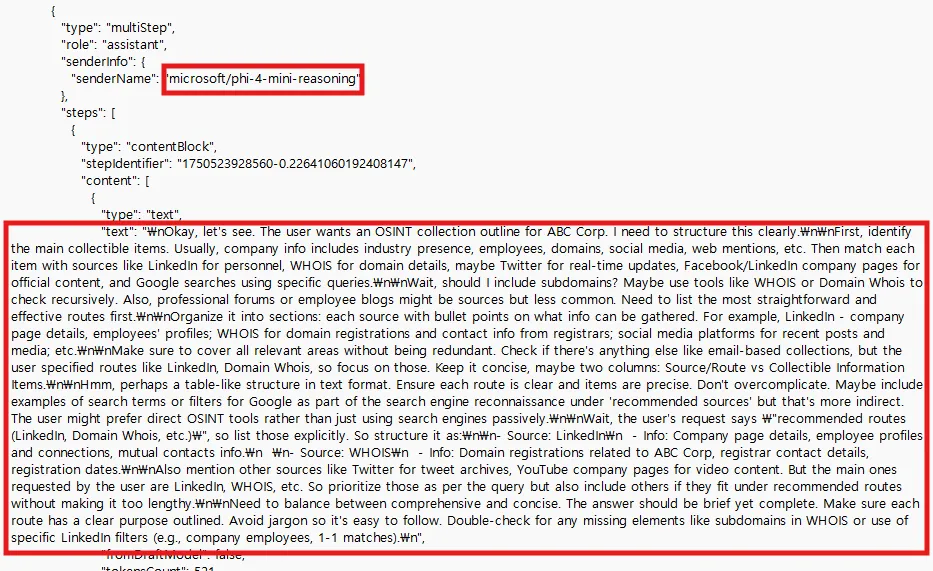 {
"type": "multiStep",
"role": "assistant",
"senderInfo": {
"senderName": "microsoft/phi-4-mini-reasoning"
},
"steps": [
{
"type": "contentBlock",
"stepIdentifier": "1750523928560-0.22641060192408147",
"content": [
{
"type": "text",
"text": "₩nOkay, let's see. The user wants an OSINT collection outline for ABC Corp. I need to structure this clearly.₩n₩nFirst, identify
the main collectible items. Usually, company info includes industry presence, employees, domains, social media, web mentions, etc. Then match each
item with sources like LinkedIn for personnel, WHOIS for domain details, maybe Twitter for real-time updates, Facebook/LinkedIn company pages for
official content, and Google searches using specific queries.₩n₩nWait, should I include subdomains? Maybe use tools like WHOIS or Domain Whois to
check recursively. Also, professional forums or employee blogs might be sources but less common. Need to list the most straightforward and
effective routes first.₩n₩nOrganize it into sections: each source with bullet points on what info can be gathered. For example, LinkedIn - company
page details, employees' profiles; WHOIS for domain registrations and contact info from registrars; social media platforms for recent posts and
media; etc.₩n₩nMake sure to cover all relevant areas without being redundant. Check if there's anything else like email-based collections, but the
user specified routes like LinkedIn, Domain Whois, so focus on those. Keep it concise, maybe two columns: Source/Route vs Collectible Information
Items.₩n₩nHmm, perhaps a table-like structure in text format. Ensure each route is clear and items are precise. Don't overcomplicate. Maybe include
examples of search terms or filters for Google as part of the search engine reconnaissance under 'recommended sources' but that's more indirect.
The user might prefer direct OSINT tools rather than just using search engines passively.₩n₩nWait, the user's request says ₩"recommended routes
(LinkedIn, Domain Whois, etc.)₩", so list those explicitly. So structure it as:₩n₩n- Source: LinkedIn₩n - Info: Company page details, employee profiles
and connections, mutual contacts info.₩n ₩n- Source: WHOIS₩n - Info: Domain registrations related to ABC Corp, registrar contact details,
registration dates.₩n₩nAlso mention other sources like Twitter for tweet archives, YouTube company pages for video content. But the main ones
requested by the user are LinkedIn, WHOIS, etc. So prioritize those as per the query but also include others if they fit under recommended routes
without making it too lengthy.₩n₩nNeed to balance between comprehensive and concise. The answer should be brief yet complete. Make sure each
route has a clear purpose outlined. Avoid jargon so it's easy to follow. Double-check for any missing elements like subdomains in WHOIS or use of
specific LinkedIn filters (e.g., company employees, 1-1 matches).₩n",
"fromDraftModel": false,
"tokensCount": 521